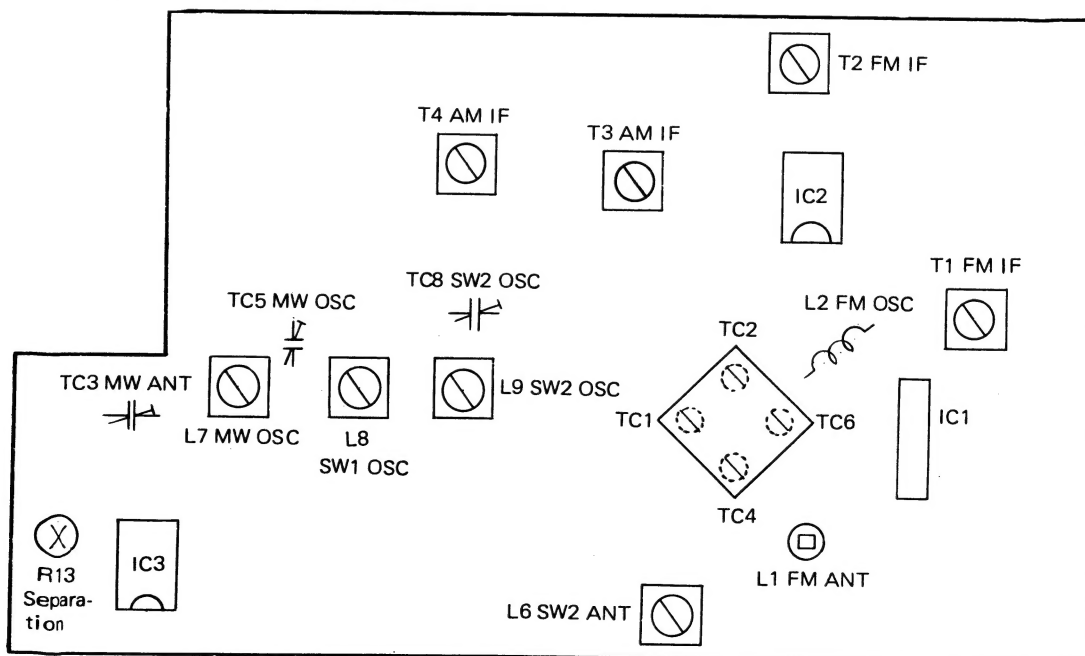 T2 FM IF
T4 AM IF
T3 AM IF
IC2
T1 FM IF
TC8 SW2 OSC
TC5 MW OSC
L2 FM OSC
TC2
TC3 MW ANT
L9 SW2 OSC
TC1
TC6
IC1
L7 MW OSC
L8
SW1 OSC
TC4
R13
Separa-
tion
IC3
L1 FM ANT
L6 SW2 ANT